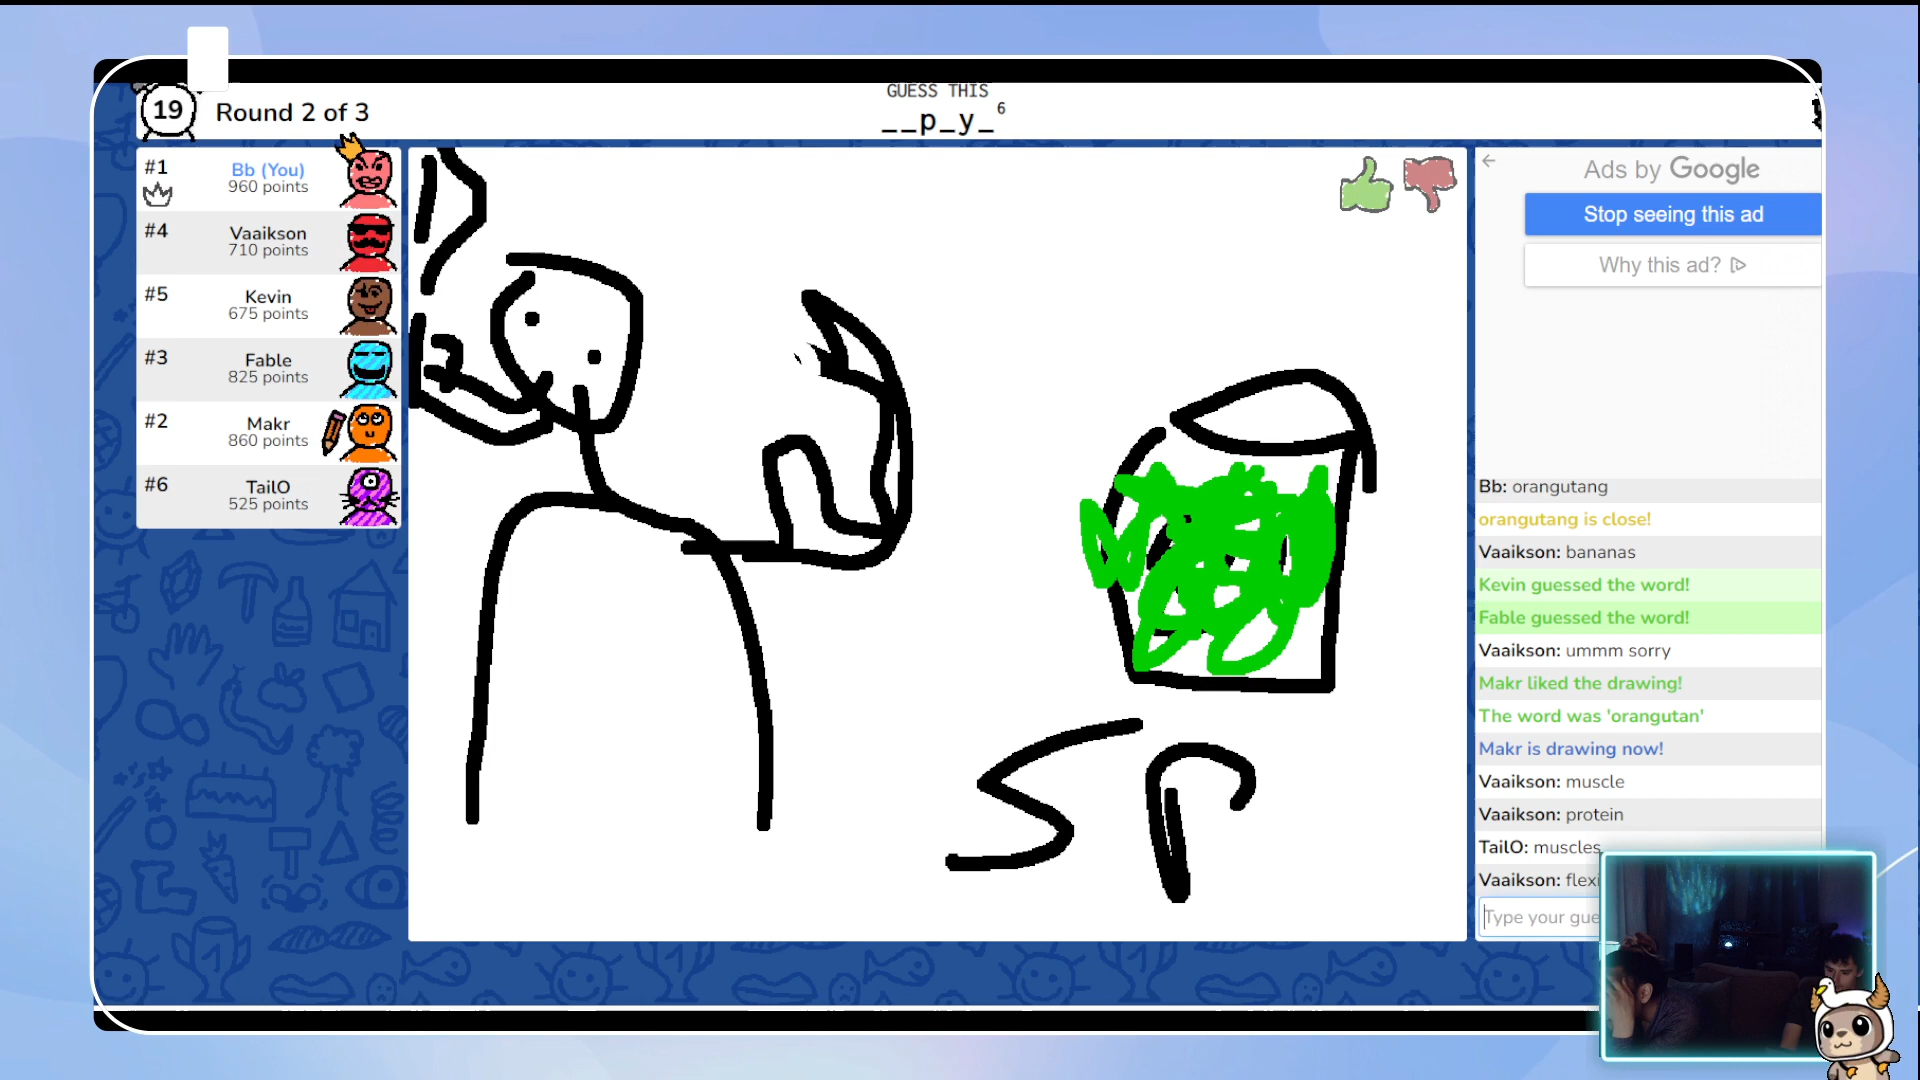 19
Round 2 of 3
GUESS THIS
__p_y_ 6
#1
Bb (You)
960 points
#4
Vaaikson
710 points
#5
Kevin
675 points
#3
Fable
825 points
#2
Makr
860 points
#6
TailO
525 points
SP
Ads by Google
Stop seeing this ad
Why this ad?
Bb: orangutang
orangutang is close!
Vaaikson: bananas
Kevin guessed the word!
Fable guessed the word!
Vaaikson: ummm sorry
Makr liked the drawing!
The word was 'orangutan'
Makr is drawing now!
Vaaikson: muscle
Vaaikson: protein
TailO: muscles
Vaaikson: flexi
Type your gue